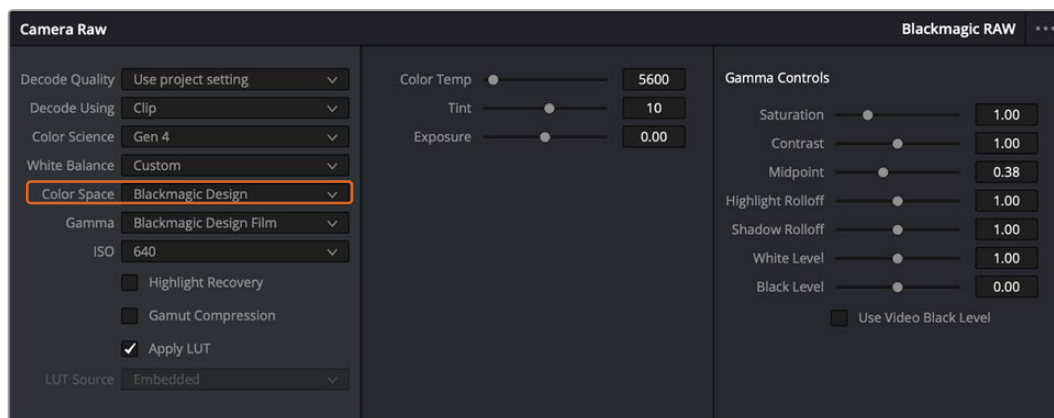 Camera Raw
Blackmagic RAW
Decode Quality Use project setting
Decode Using Clip
Color Science Gen 4
White Balance Custom
Color Space Blackmagic Design
Gamma Blackmagic Design Film
ISO 640
Highlight Recovery
Gamut Compression
Apply LUT
LUT Source Embedded
Color Temp 5600
Tint 10
Exposure 0.00
Gamma Controls
Saturation 1.00
Contrast 1.00
Midpoint 0.38
Highlight Rolloff 1.00
Shadow Rolloff 1.00
White Level 1.00
Black Level 0.00
Use Video Black Level